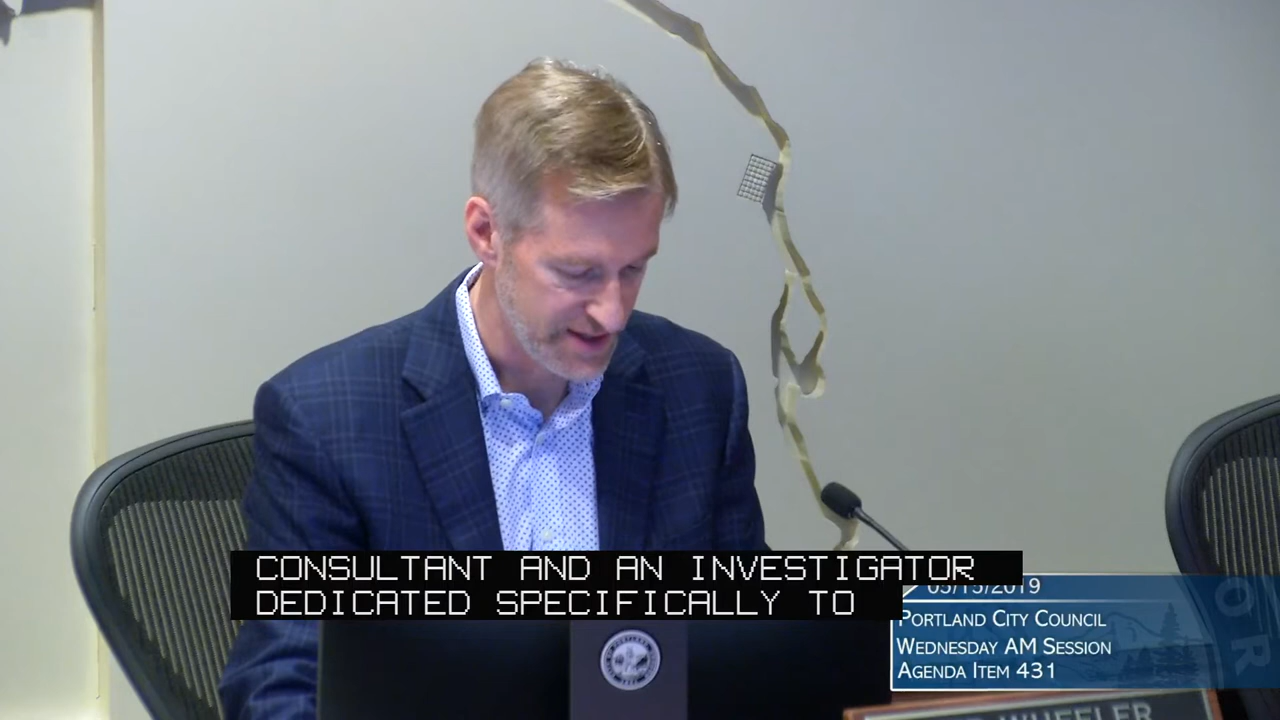 CONSULTANT AND AN INVESTIGATOR
DEDICATED SPECIFICALLY TO
05/15/2019
PORTLAND CITY COUNCIL
WEDNESDAY AM SESSION
AGENDA ITEM 431
WHEELER